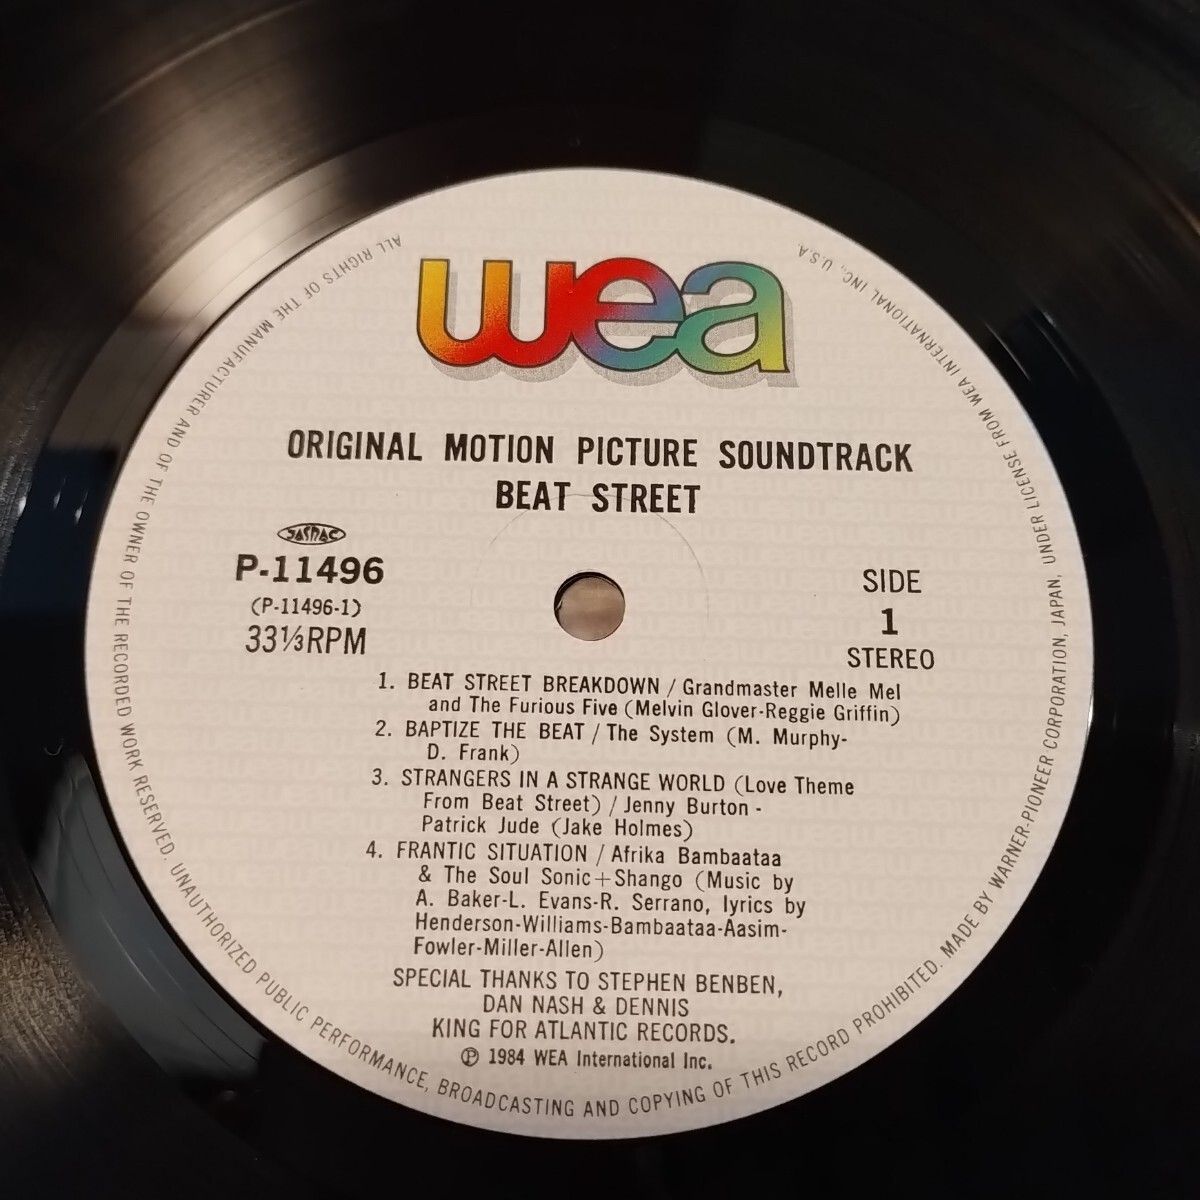 wea
ORIGINAL MOTION PICTURE SOUNDTRACK
BEAT STREET
JASRAC
P-11496
(P-11496-1)
33⅓RPM
SIDE
1
STEREO
1. BEAT STREET BREAKDOWN / Grandmaster Melle Mel
and The Furious Five (Melvin Glover-Reggie Griffin)
2. BAPTIZE THE BEAT / The System (M. Murphy-
D. Frank)
3. STRANGERS IN A STRANGE WORLD (Love Theme
From Beat Street) / Jenny Burton -
Patrick Jude (Jake Holmes)
4. FRANTIC SITUATION / Afrika Bambaataa
& The Soul Sonic+Shango (Music by
A. Baker-L. Evans-R. Serrano, lyrics by
Henderson-Williams-Bambaataa-Aasim-
Fowler-Miller-Allen)
SPECIAL THANKS TO STEPHEN BENBEN,
DAN NASH & DENNIS
KING FOR ATLANTIC RECORDS.
Ⓟ 1984 WEA International Inc.
ALL RIGHTS OF THE MANUFACTURER AND OF THE OWNER OF THE RECORDED WORK RESERVED. UNAUTHORIZED PUBLIC PERFORMANCE, BROADCASTING AND COPYING OF THIS RECORD PROHIBITED. MADE BY WARNER-PIONEER CORPORATION, JAPAN, UNDER LICENSE FROM WEA INTERNATIONAL INC., U.S.A.